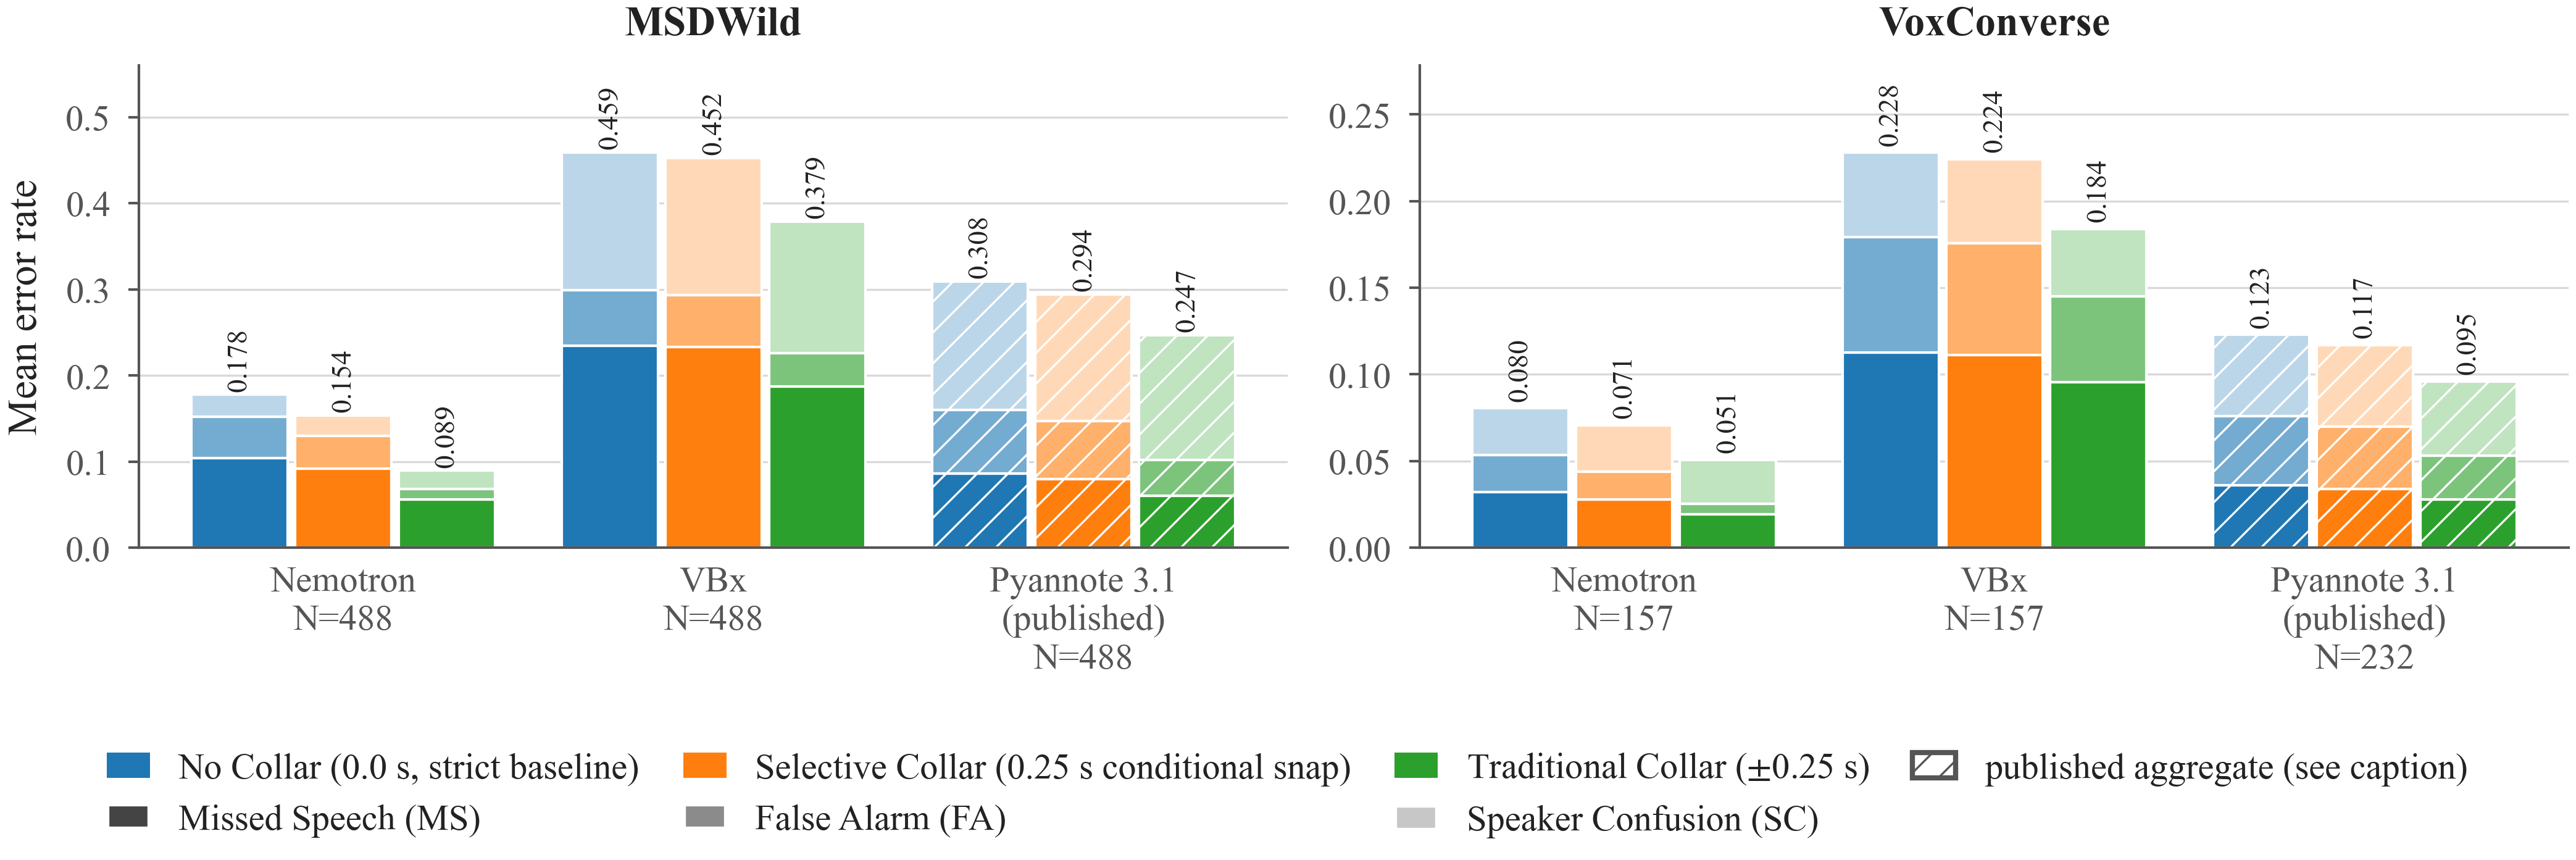 MSDWild
Mean error rate
0.5
0.4
0.3
0.2
0.1
0.0
0.178
0.154
0.089
0.459
0.452
0.379
0.308
0.294
0.247
Nemotron
N=488
VBx
N=488
Pyannote 3.1
(published)
N=488
VoxConverse
0.25
0.20
0.15
0.10
0.05
0.00
0.080
0.071
0.051
0.228
0.224
0.184
0.123
0.117
0.095
Nemotron
N=157
VBx
N=157
Pyannote 3.1
(published)
N=232
No Collar (0.0 s, strict baseline)
Selective Collar (0.25 s conditional snap)
Traditional Collar (±0.25 s)
published aggregate (see caption)
Missed Speech (MS)
False Alarm (FA)
Speaker Confusion (SC)